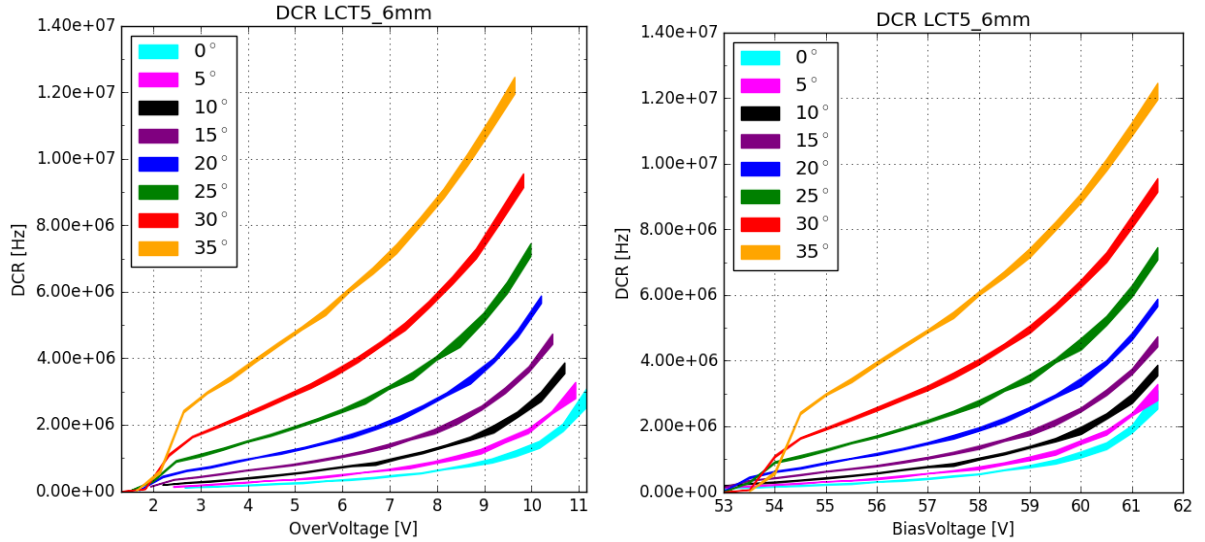 DCR LCT5_6mm
1.40e+07
1.20e+07
1.00e+07
8.00e+06
6.00e+06
4.00e+06
2.00e+06
0.00e+00
DCR [Hz]
0°
5°
10°
15°
20°
25°
30°
35°
2 3 4 5 6 7 8 9 10 11
OverVoltage [V]
DCR LCT5_6mm
1.40e+07
1.20e+07
1.00e+07
8.00e+06
6.00e+06
4.00e+06
2.00e+06
0.00e+00
DCR [Hz]
0°
5°
10°
15°
20°
25°
30°
35°
53 54 55 56 57 58 59 60 61 62
BiasVoltage [V]